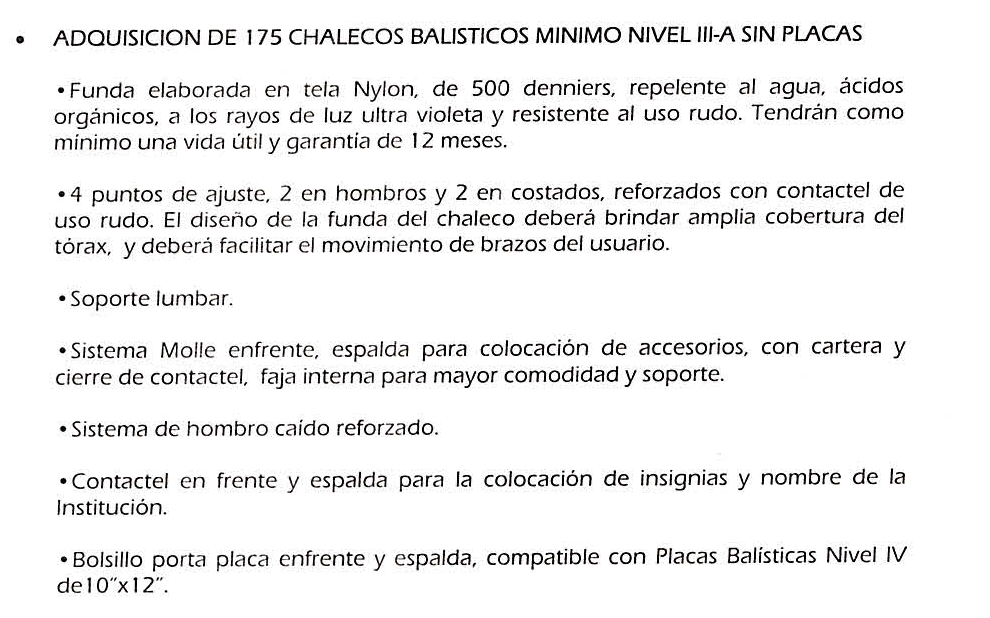 • ADQUISICION DE 175 CHALECOS BALISTICOS MINIMO NIVEL III-A SIN PLACAS
•Funda elaborada en tela Nylon, de 500 denniers, repelente al agua, ácidos
orgánicos, a los rayos de luz ultra violeta y resistente al uso rudo. Tendrán como
mínimo una vida útil y garantía de 12 meses.
•4 puntos de ajuste, 2 en hombros y 2 en costados, reforzados con contactel de
uso rudo. El diseño de la funda del chaleco deberá brindar amplia cobertura del
tórax, y deberá facilitar el movimiento de brazos del usuario.
•Soporte lumbar.
•Sistema Molle enfrente, espalda para colocación de accesorios, con cartera y
cierre de contactel, faja interna para mayor comodidad y soporte.
•Sistema de hombro caído reforzado.
•Contactel en frente y espalda para la colocación de insignias y nombre de la
Institución.
•Bolsillo porta placa enfrente y espalda, compatible con Placas Balísticas Nivel IV
de10"x12".